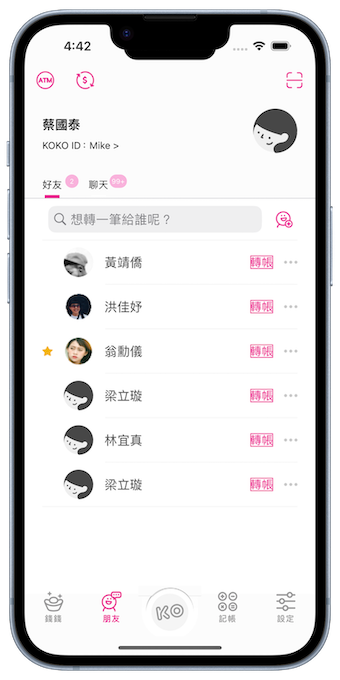 4:42
ATM $
蔡國泰
KOKO ID：Mike >
好友 2 聊天 99+
想轉一筆給誰呢？
黃靖僑 轉帳
洪佳妤 轉帳
翁勳儀 轉帳
梁立璇 轉帳
林宜真 轉帳
梁立璇 轉帳
KO
錢錢 朋友 記帳 設定